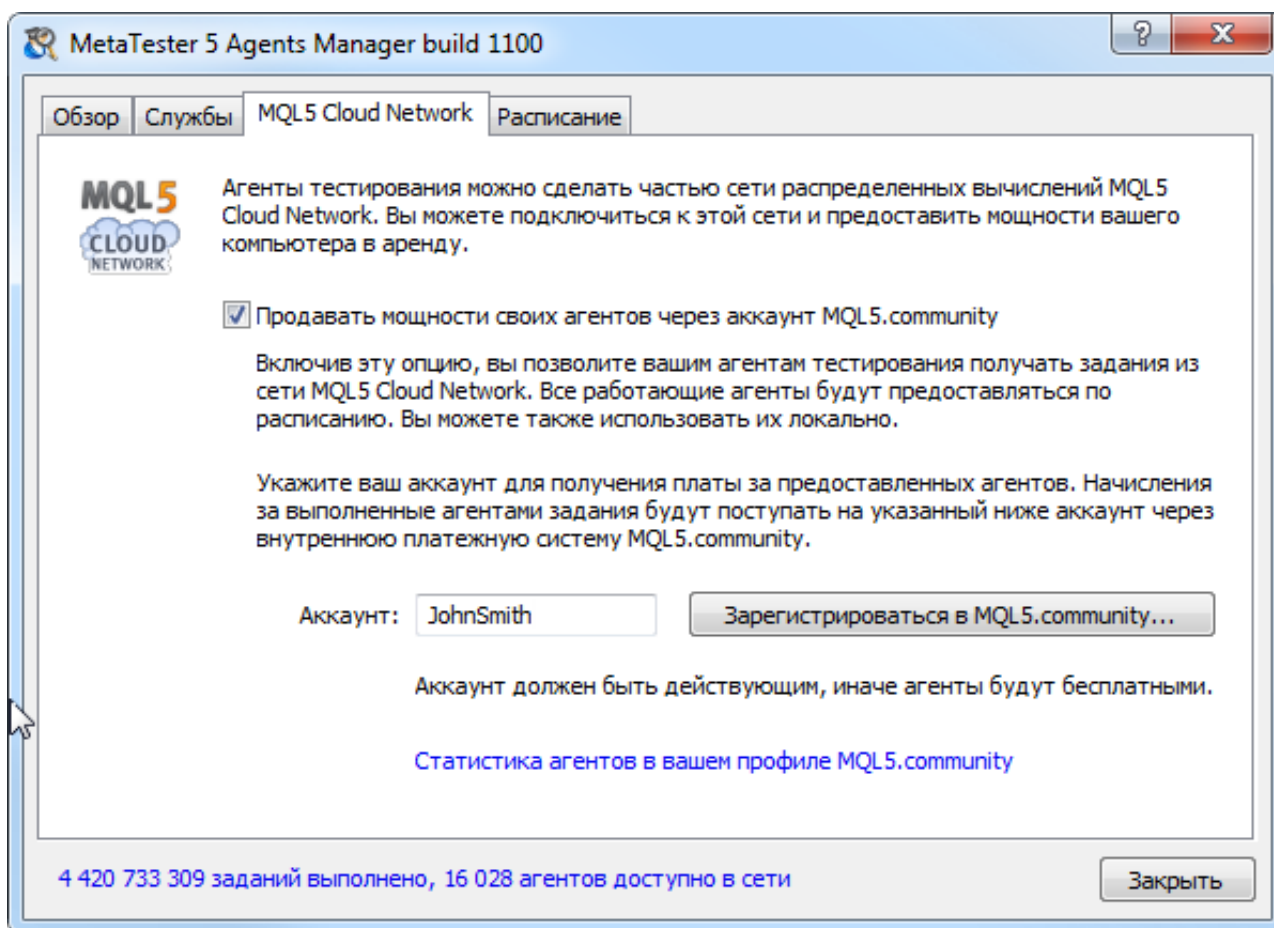 MetaTester 5 Agents Manager build 1100
Обзор Службы MQL5 Cloud Network Расписание
MQL5
CLOUD
NETWORK
Агенты тестирования можно сделать частью сети распределенных вычислений MQL5
Cloud Network. Вы можете подключиться к этой сети и предоставить мощности вашего
компьютера в аренду.
Продавать мощности своих агентов через аккаунт MQL5.community
Включив эту опцию, вы позволите вашим агентам тестирования получать задания из
сети MQL5 Cloud Network. Все работающие агенты будут предоставляться по
расписанию. Вы можете также использовать их локально.
Укажите ваш аккаунт для получения платы за предоставленных агентов. Начисления
за выполненные агентами задания будут поступать на указанный ниже аккаунт через
внутреннюю платежную систему MQL5.community.
Аккаунт: JohnSmith Зарегистрироваться в MQL5.community...
Аккаунт должен быть действующим, иначе агенты будут бесплатными.
Статистика агентов в вашем профиле MQL5.community
4 420 733 309 заданий выполнено, 16 028 агентов доступно в сети Закрыть